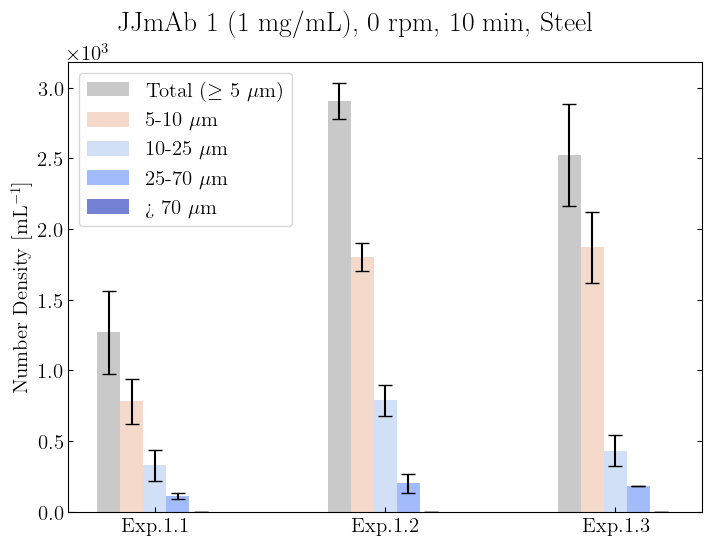 JJmAb 1 (1 mg/mL), 0 rpm, 10 min, Steel
×10³
Number Density [mL⁻¹]
3.0
2.5
2.0
1.5
1.0
0.5
0.0
Total (≥ 5 μm)
5-10 μm
10-25 μm
25-70 μm
> 70 μm
Exp.1.1 Exp.1.2 Exp.1.3